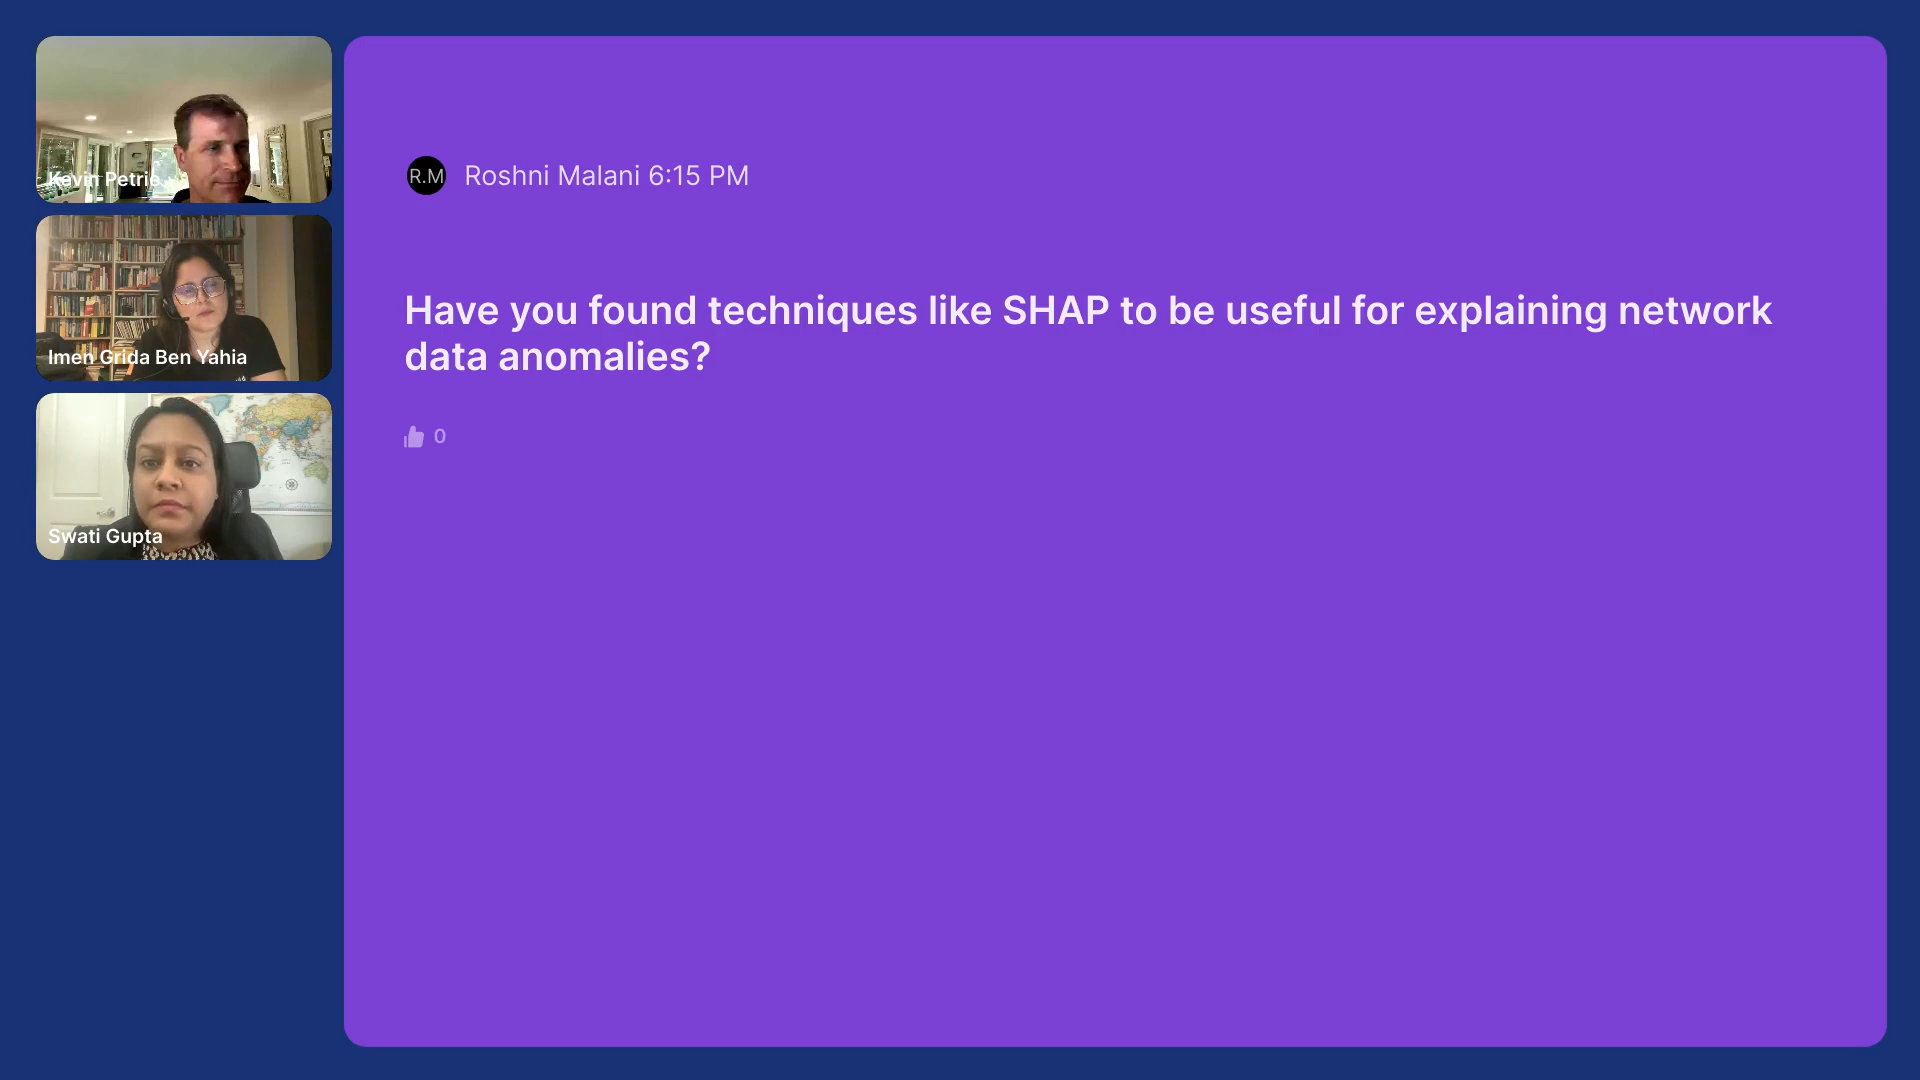 Kevin Petrie
Imen Grida Ben Yahia
Swati Gupta
R.M
Roshni Malani 6:15 PM
Have you found techniques like SHAP to be useful for explaining network
data anomalies?
0